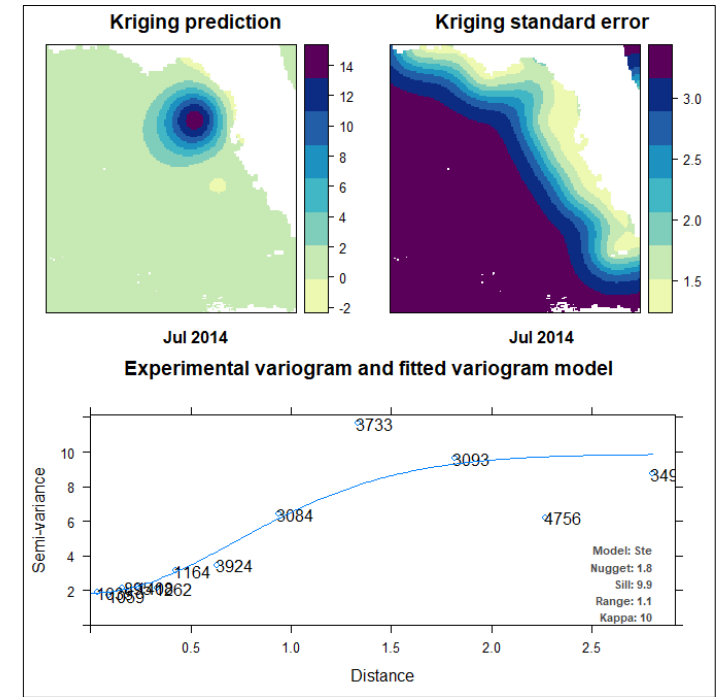 Kriging prediction
Kriging standard error
14
12
10
8
6
4
2
0
-2
3.0
2.5
2.0
1.5
Jul 2014
Jul 2014
Experimental variogram and fitted variogram model
Semi-variance
10
8
6
4
2
3733
3093
349
3084
4756
3924
1164
1262
Model: Ste
Nugget: 1.8
Sill: 9.9
Range: 1.1
Kappa: 10
0.5
1.0
1.5
2.0
2.5
Distance